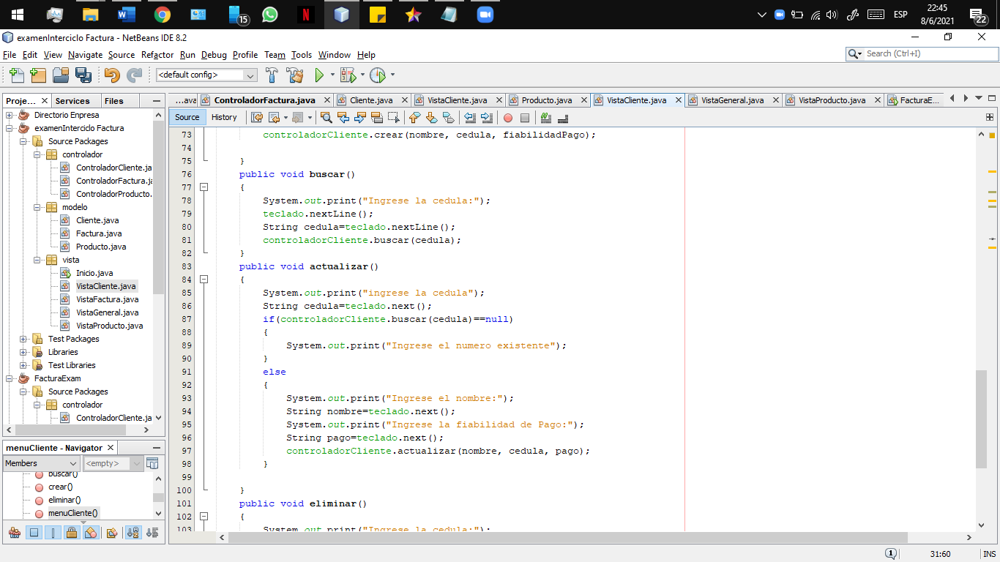 15
ESP
22:45
8/6/2021
22
examenInterciclo Factura - NetBeans IDE 8.2
File Edit View Navigate Source Refactor Run Debug Profile Team Tools Window Help
Search (Ctrl+I)
<default config>
Proje... Services Files
...ava ControladorFactura.java Cliente.java VistaCliente.java Producto.java VistaCliente.java VistaGeneral.java VistaProducto.java FacturaE...
Source History
Directorio Enpresa
examenInterciclo Factura
Source Packages
controlador
ControladorCliente.ja
ControladorFactura.ja
ControladorProducto.
modelo
Cliente.java
Factura.java
Producto.java
vista
Inicio.java
VistaCliente.java
VistaFactura.java
VistaGeneral.java
VistaProducto.java
Test Packages
Libraries
Test Libraries
FacturaExam
Source Packages
controlador
ControladorCliente.ja
menuCliente - Navigator
Members <empty>
buscar()
crear()
eliminar()
menuCliente()
73 controladorCliente.crear(nombre, cedula, fiabilidadPago);
74
75 }
76 public void buscar()
77 {
78 System.out.print("Ingrese la cedula:");
79 teclado.nextLine();
80 String cedula=teclado.nextLine();
81 controladorCliente.buscar(cedula);
82 }
83 public void actualizar()
84 {
85 System.out.print("ingrese la cedula");
86 String cedula=teclado.next();
87 if(controladorCliente.buscar(cedula)==null)
88 {
89 System.out.print("Ingrese el numero existente");
90 }
91 else
92 {
93 System.out.print("Ingrese el nombre:");
94 String nombre=teclado.next();
95 System.out.print("Ingrese la fiabilidad de Pago:");
96 String pago=teclado.next();
97 controladorCliente.actualizar(nombre, cedula, pago);
98 }
99
100 }
101 public void eliminar()
102 {
103 System.out.print("Ingrese la cedula:");
1
31:60
INS